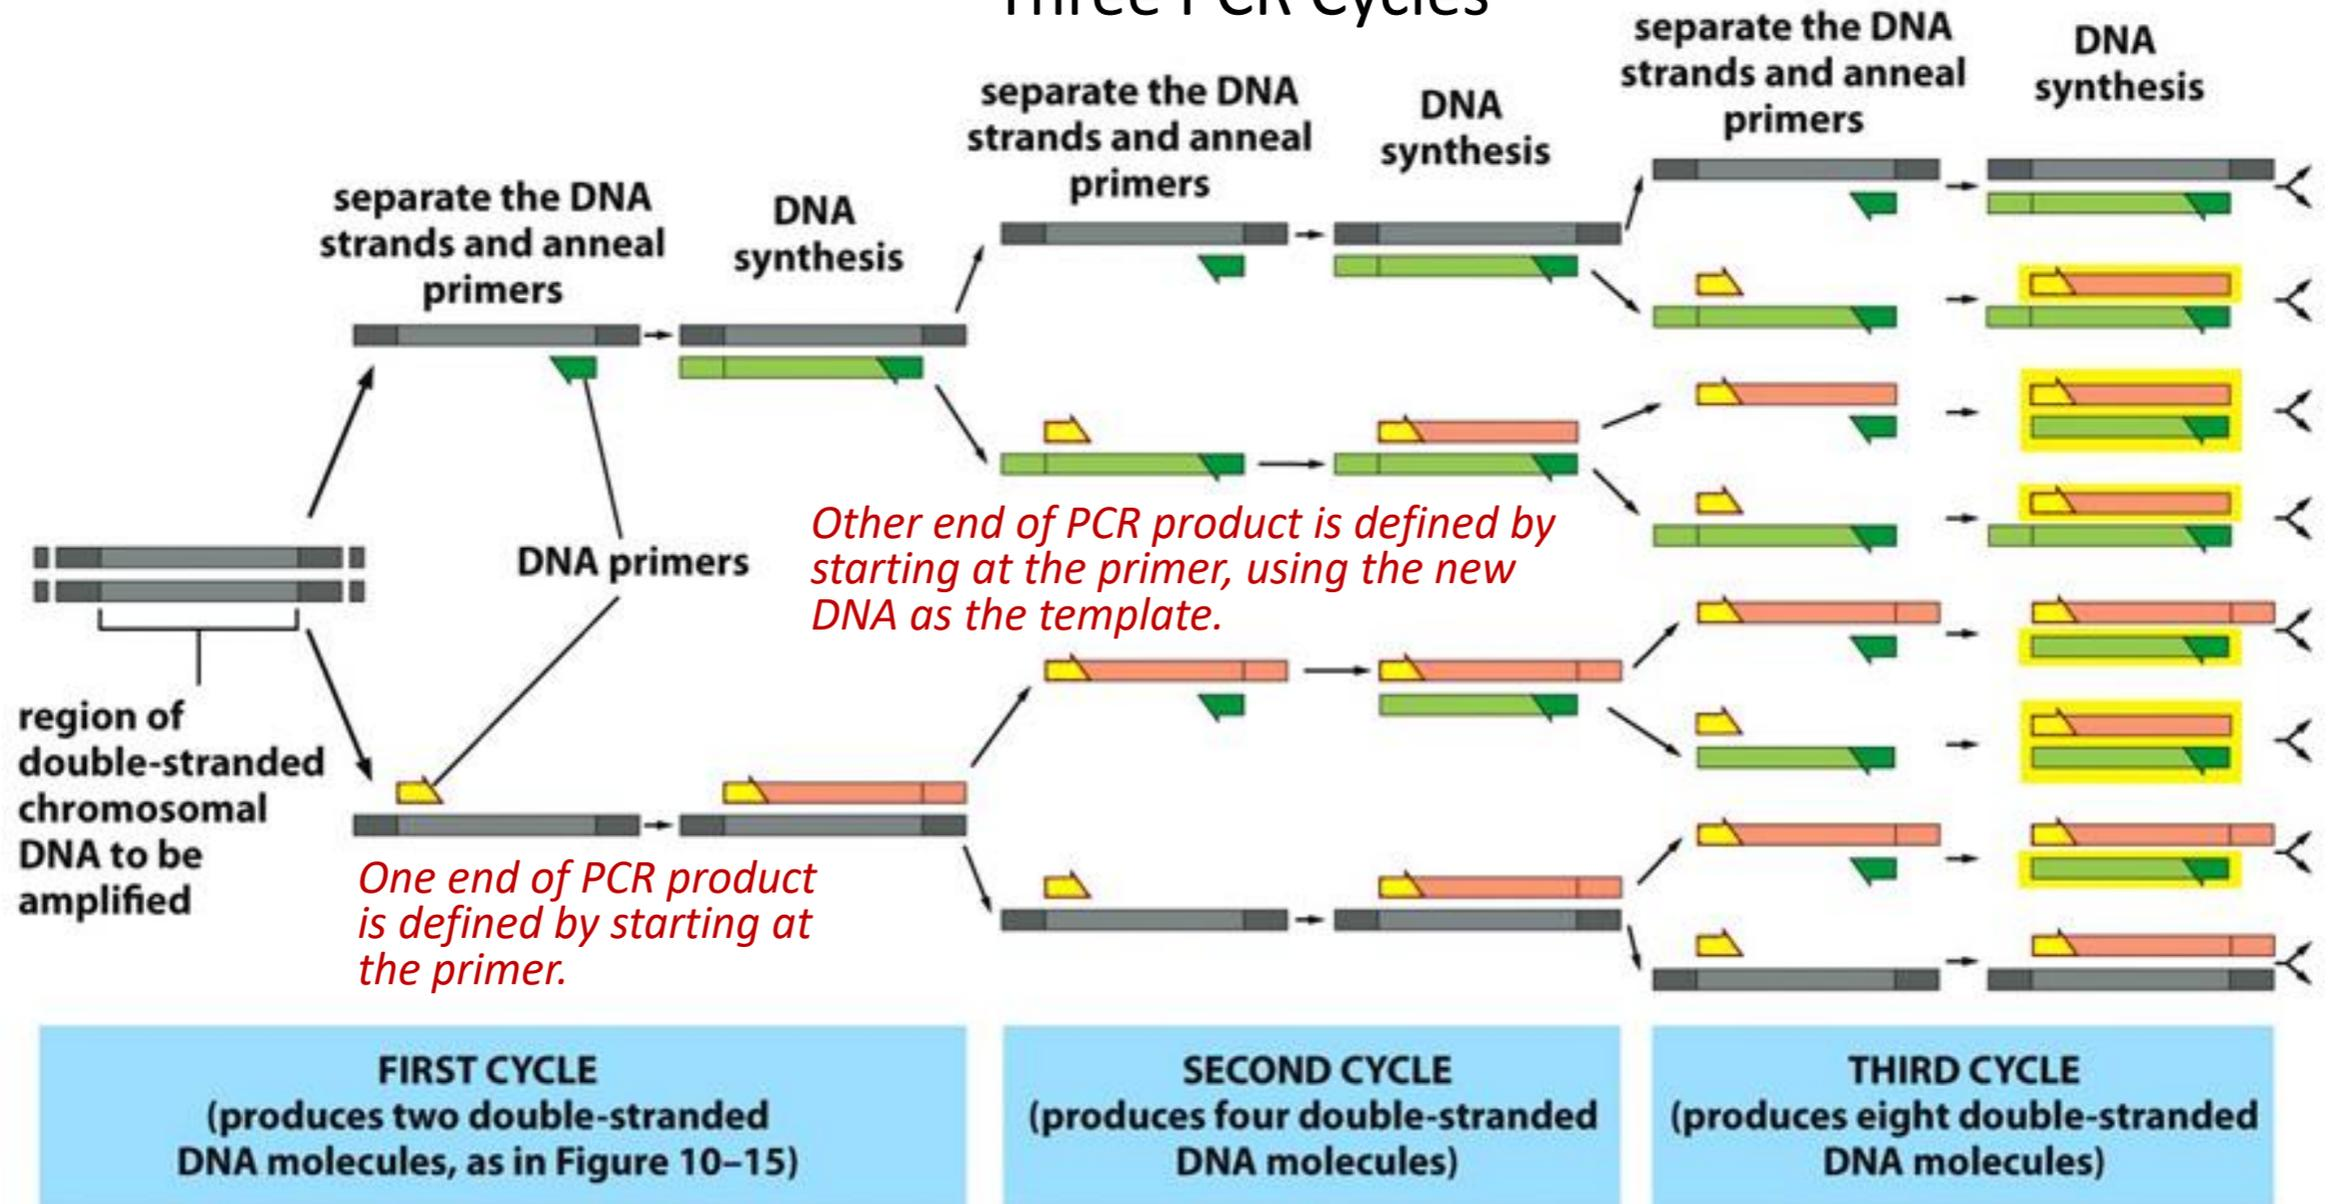 Three PCR Cycles
separate the DNA
strands and anneal
primers
DNA
synthesis
separate the DNA
strands and anneal
primers
DNA
synthesis
separate the DNA
strands and anneal
primers
DNA
synthesis
DNA primers
region of
double-stranded
chromosomal
DNA to be
amplified
Other end of PCR product is defined by
starting at the primer, using the new
DNA as the template.
One end of PCR product
is defined by starting at
the primer.
FIRST CYCLE
(produces two double-stranded
DNA molecules, as in Figure 10–15)
SECOND CYCLE
(produces four double-stranded
DNA molecules)
THIRD CYCLE
(produces eight double-stranded
DNA molecules)